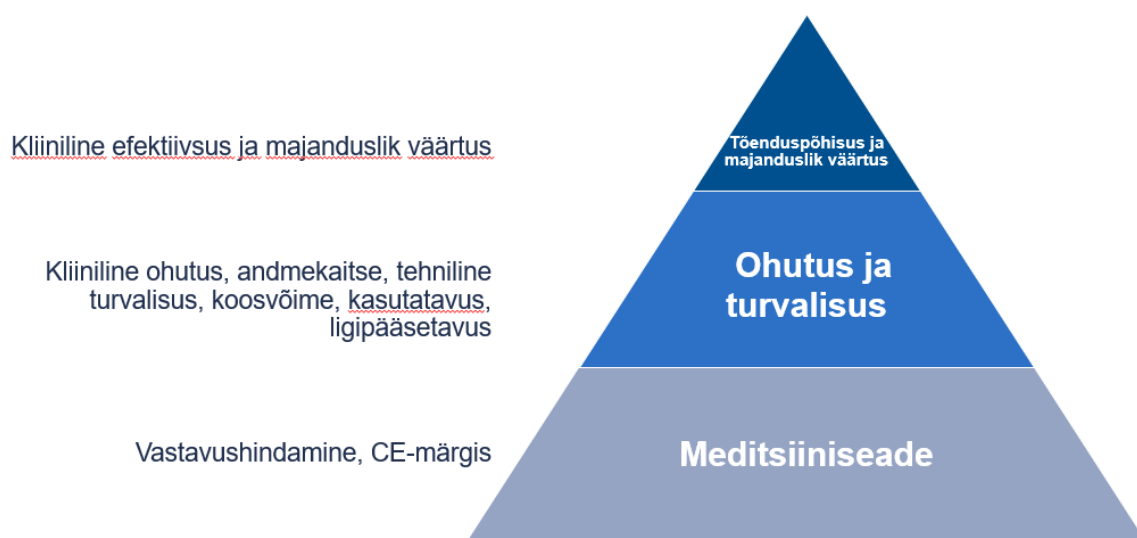 Kliiniline efektiivsus ja majanduslik väärtus
Tõenduspõhisus ja
majanduslik väärtus
Kliiniline ohutus, andmekaitse, tehniline
turvalisus, koosvõime, kasutatavus,
ligipääsetavus
Ohutus ja
turvalisus
Vastavushindamine, CE-märgis
Meditsiiniseade